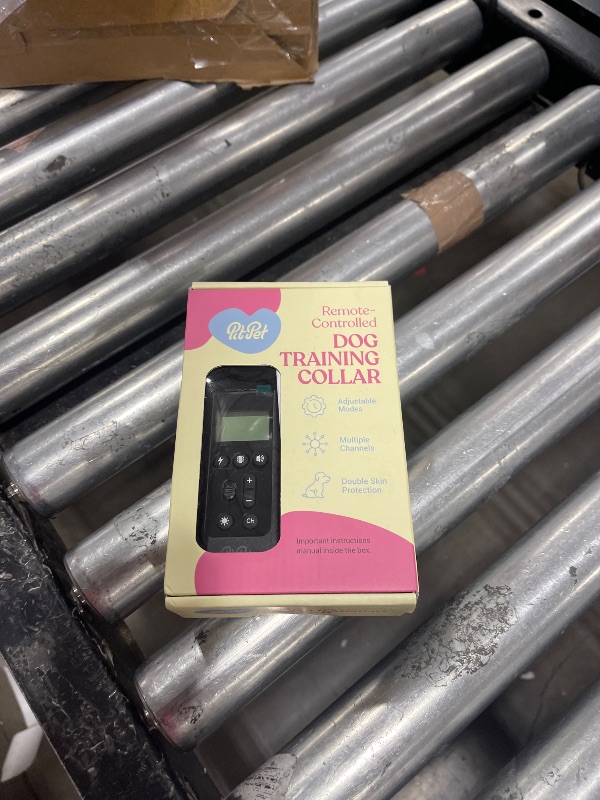 PitPet
Remote-
Controlled
DOG
TRAINING
COLLAR
Adjustable
Modes
Multiple
Channels
Double Skin
Protection
+
−
CH
Important instructions
manual inside the box.